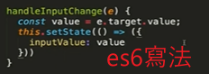 handleInputChange(e) {
const value = e.target.value;
this.setState(() => ({
inputValue: value
}))
}
es6寫法